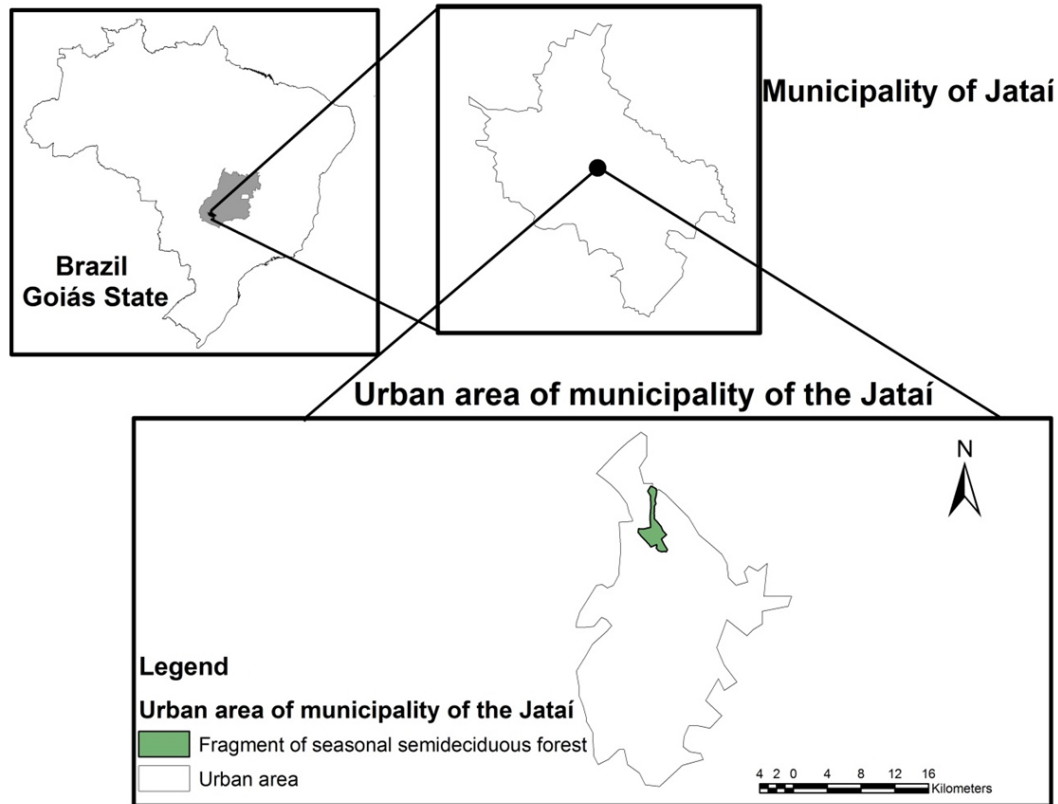 Municipality of Jataí
Brazil
Goiás State
Urban area of municipality of the Jataí
N
Legend
Urban area of municipality of the Jataí
Fragment of seasonal semideciduous forest
Urban area
4 2 0 4 8 12 16
Kilometers